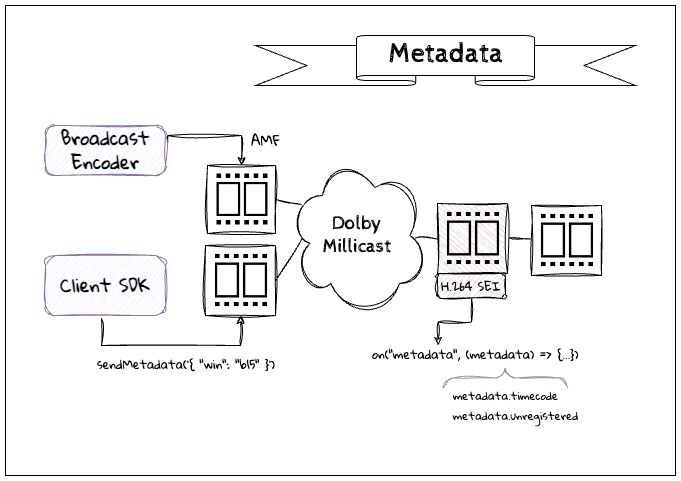 Metadata
Broadcast
Encoder
AMF
Dolby
Millicast
Client SDK
H.264 SEI
sendMetadata('{ "win": "b15" }')
on("metadata", (metadata) => {...})
metadata.timecode
metadata.unregistered